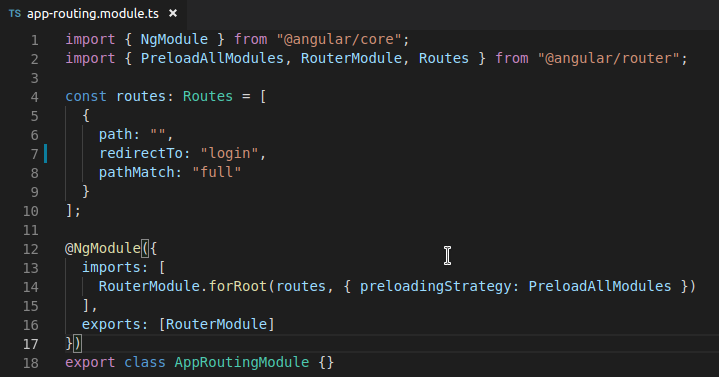 TS app-routing.module.ts ×
1 import { NgModule } from "@angular/core";
2 import { PreloadAllModules, RouterModule, Routes } from "@angular/router";
3
4 const routes: Routes = [
5   {
6     path: "",
7     redirectTo: "login",
8     pathMatch: "full"
9   }
10 ];
11
12 @NgModule({
13   imports: [
14     RouterModule.forRoot(routes, { preloadingStrategy: PreloadAllModules })
15   ],
16   exports: [RouterModule]
17 })
18 export class AppRoutingModule {}